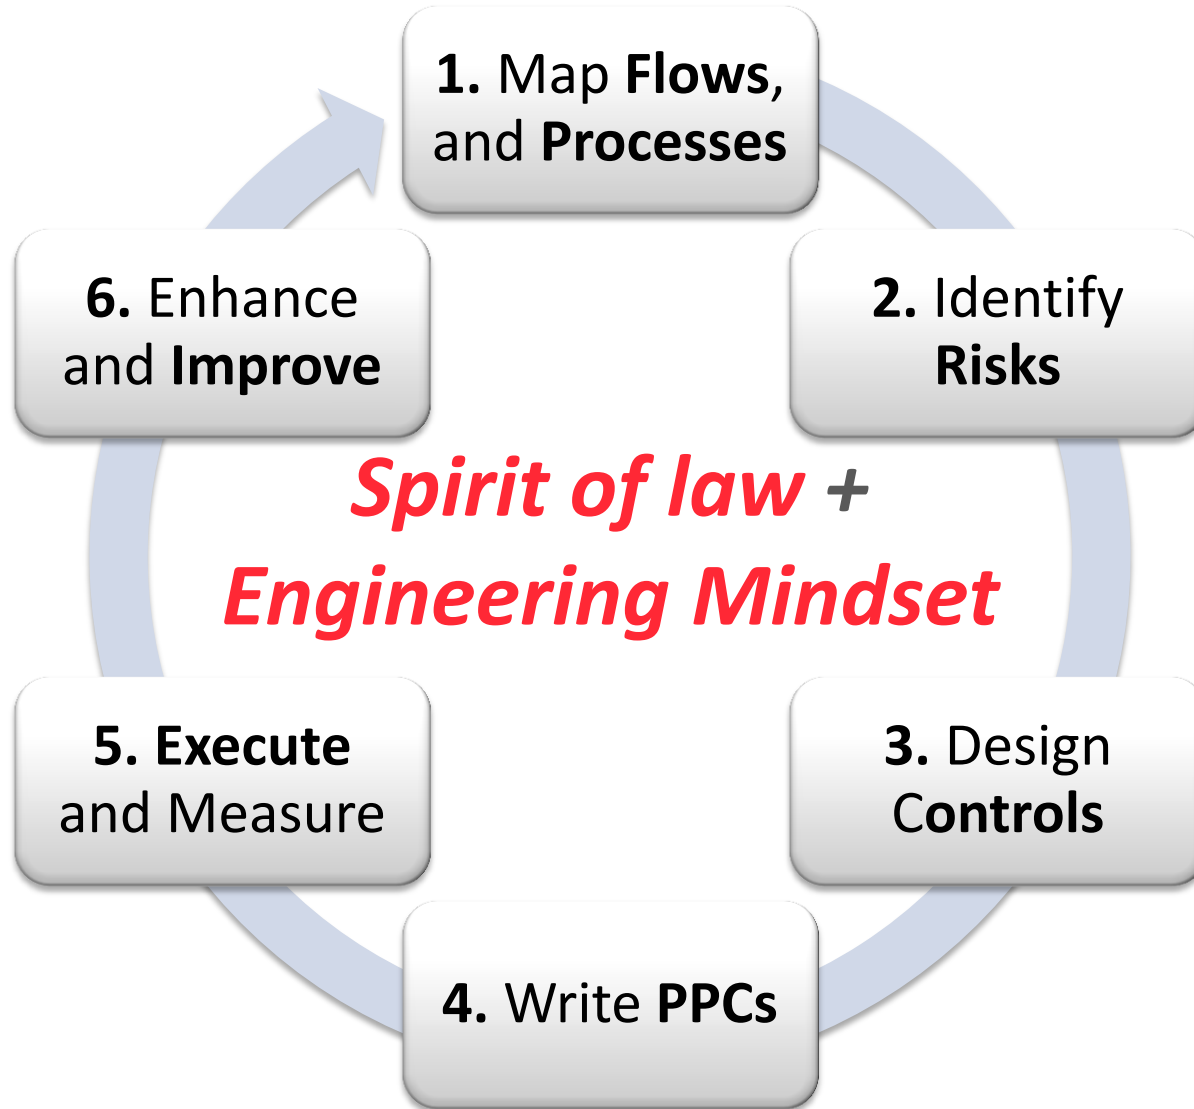 1. Map Flows,
and Processes
2. Identify
Risks
3. Design
Controls
4. Write PPCs
5. Execute
and Measure
6. Enhance
and Improve
Spirit of law +
Engineering Mindset